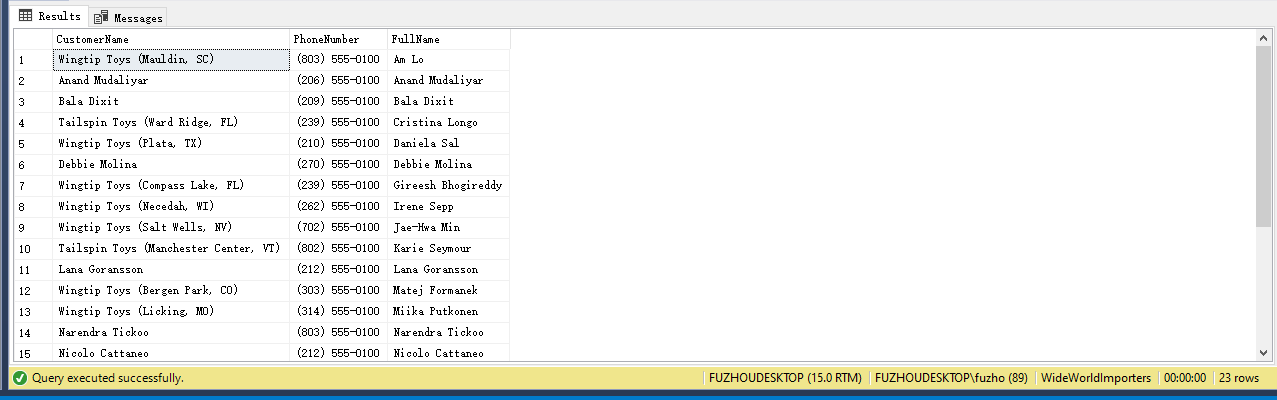 Results Messages
CustomerName PhoneNumber FullName
1 Wingtip Toys (Mauldin, SC) (803) 555-0100 Am Lo
2 Anand Mudaliyar (206) 555-0100 Anand Mudaliyar
3 Bala Dixit (209) 555-0100 Bala Dixit
4 Tailspin Toys (Ward Ridge, FL) (239) 555-0100 Cristina Longo
5 Wingtip Toys (Plata, TX) (210) 555-0100 Daniela Sal
6 Debbie Molina (270) 555-0100 Debbie Molina
7 Wingtip Toys (Compass Lake, FL) (239) 555-0100 Gireesh Bhogireddy
8 Wingtip Toys (Necedah, WI) (262) 555-0100 Irene Sepp
9 Wingtip Toys (Salt Wells, NV) (702) 555-0100 Jae-Hwa Min
10 Tailspin Toys (Manchester Center, VT) (802) 555-0100 Karie Seymour
11 Lana Goransson (212) 555-0100 Lana Goransson
12 Wingtip Toys (Bergen Park, CO) (303) 555-0100 Matej Formanek
13 Wingtip Toys (Licking, MO) (314) 555-0100 Miika Putkonen
14 Narendra Tickoo (803) 555-0100 Narendra Tickoo
15 Nicolo Cattaneo (212) 555-0100 Nicolo Cattaneo
Query executed successfully. FUZHOUDESKTOP (15.0 RTM) FUZHOUDESKTOP\fuzho (89) WideWorldImporters 00:00:00 23 rows